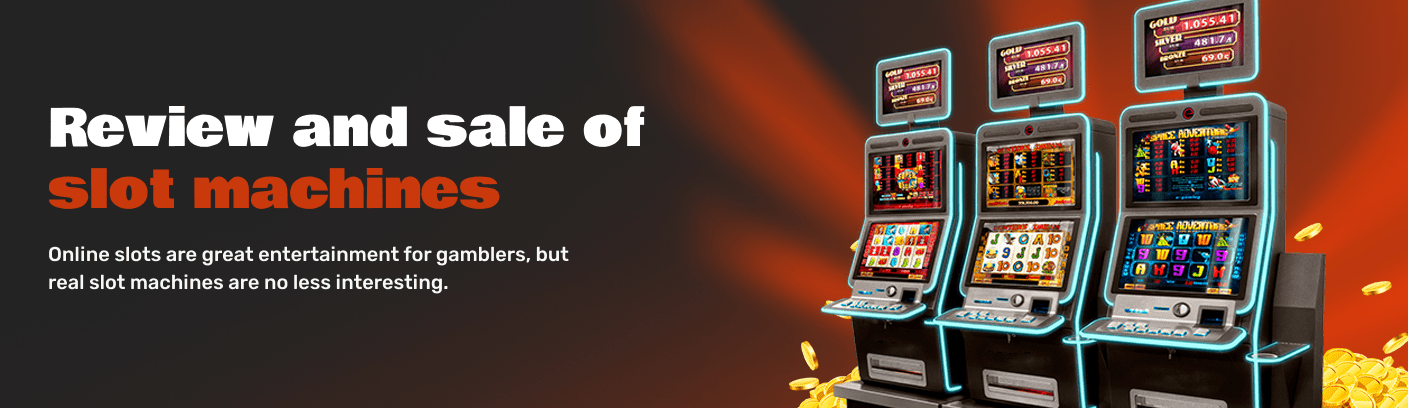 Review and sale of
slot machines
Online slots are great entertainment for gamblers, but
real slot machines are no less interesting.
GOLD 1.055.41
SILVER 481.7
BRONZE 69.0
GOLD 1.055.41
SILVER 481.7
BRONZE 69.0
GOLD 1.055.41
SILVER 481.7
BRONZE 69.0
SPACE ADVENTURE
SPACE ADVENTURE